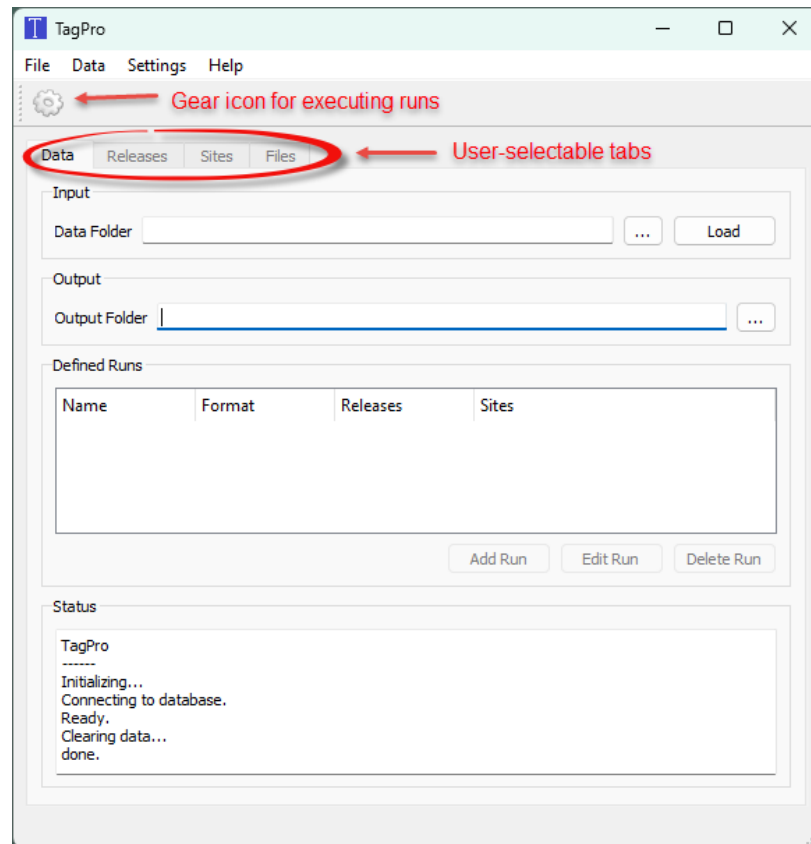 TagPro
File Data Settings Help
Gear icon for executing runs
Data Releases Sites Files
User-selectable tabs
Input
Data Folder ... Load
Output
Output Folder ...
Defined Runs
Name Format Releases Sites
Add Run Edit Run Delete Run
Status
TagPro
------
Initializing...
Connecting to database.
Ready.
Clearing data...
done.